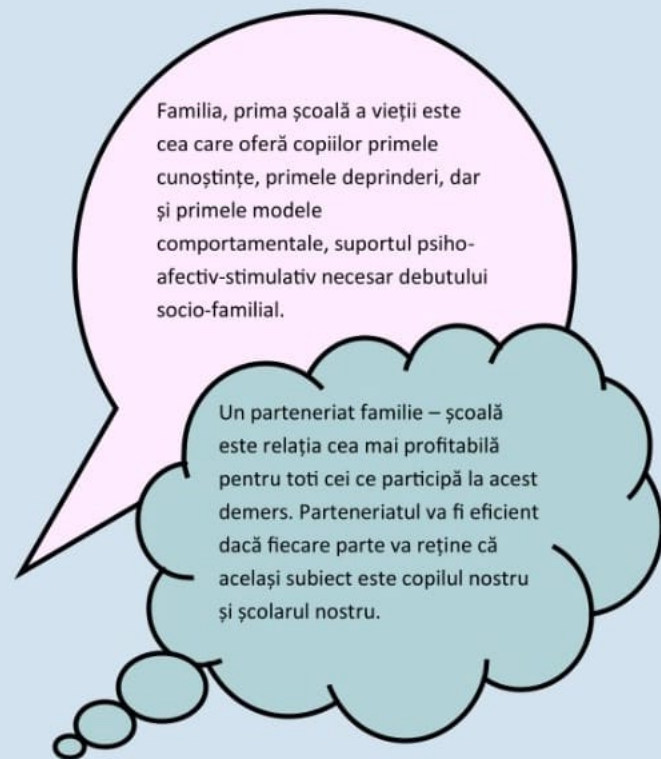 Familia, prima școală a vieții este
cea care oferă copiilor primele
cunoștințe, primele deprinderi, dar
și primele modele
comportamentale, suportul psiho-
afectiv-stimulativ necesar debutului
socio-familial.
Un parteneriat familie – școală
este relația cea mai profitabilă
pentru toti cei ce participă la acest
demers. Parteneriatul va fi eficient
dacă fiecare parte va reține că
același subiect este copilul nostru
și școlarul nostru.